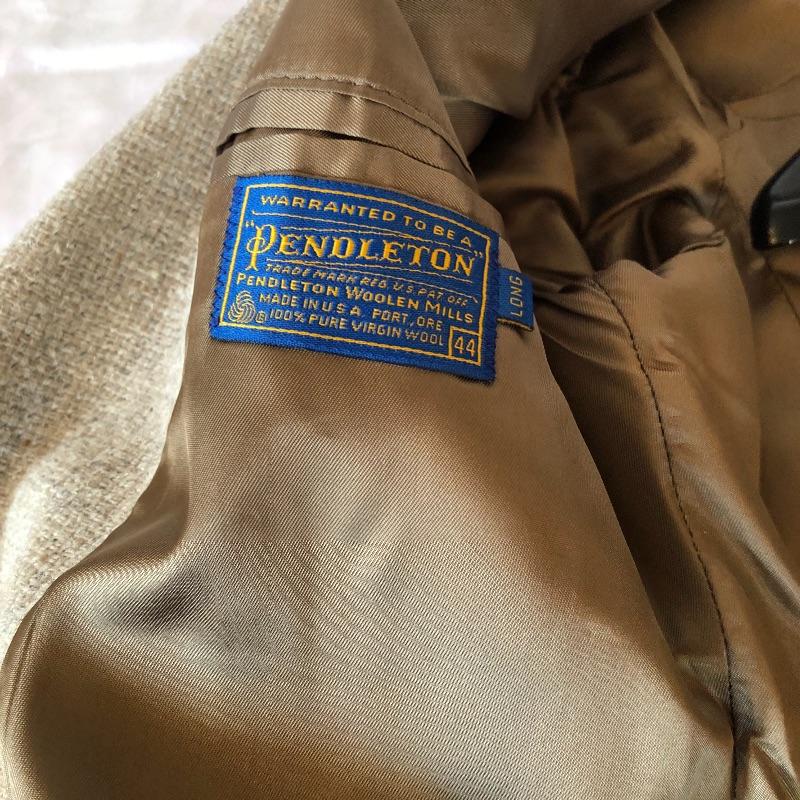 WARRANTED TO BE A
"PENDLETON"
TRADE MARK REG. U.S. PAT. OFF.
PENDLETON WOOLEN MILLS
MADE IN U.S.A. PORT., ORE
® 100% PURE VIRGIN WOOL
44
LONG